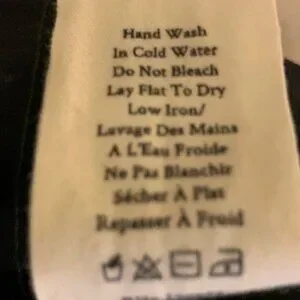 Hand Wash
In Cold Water
Do Not Bleach
Lay Flat To Dry
Low Iron/
Lavage Des Mains
A L'Eau Froide
Ne Pas Blanchir
Sécher À Plat
Repasser À Froid